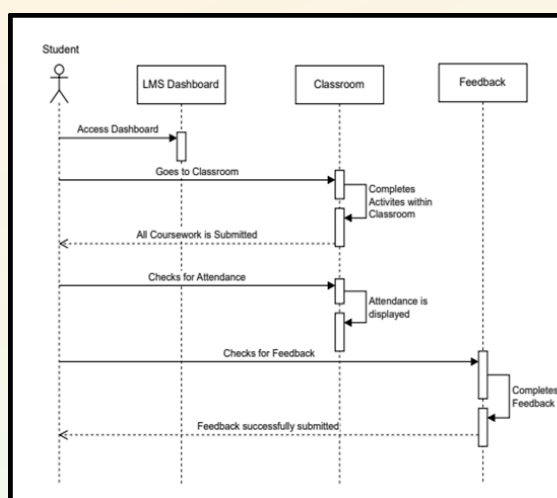 Student
LMS Dashboard
Classroom
Feedback
Access Dashboard
Goes to Classroom
Completes
Activites within
Classroom
All Coursework is Submitted
Checks for Attendance
Attendance is
displayed
Checks for Feedback
Completes
Feedback
Feedback successfully submitted